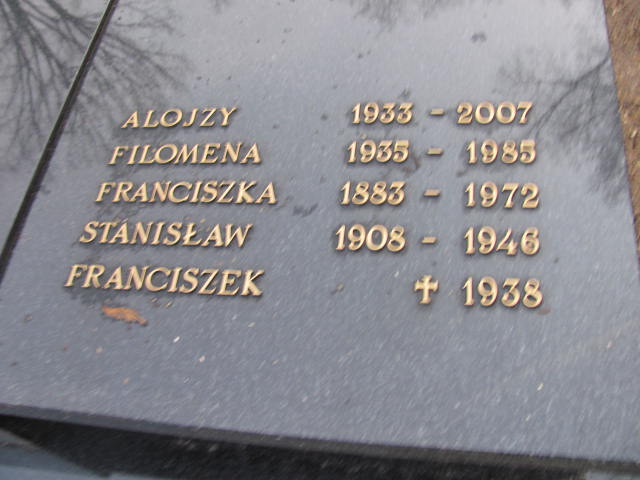 ALOJZY 1933 - 2007
FILOMENA 1935 - 1985
FRANCISZKA 1883 - 1972
STANISŁAW 1908 - 1946
FRANCISZEK ✝ 1938